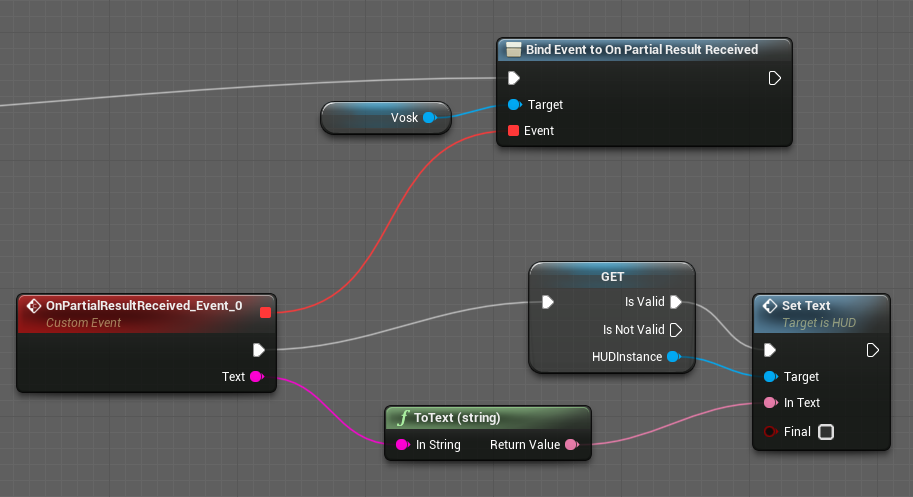 Bind Event to On Partial Result Received
Vosk
Target
Event
GET
OnPartialResultReceived_Event_0
Custom Event
Is Valid
Set Text
Target is HUD
Is Not Valid
HUDInstance
Text
Target
In Text
ToText (string)
Final
In String
Return Value